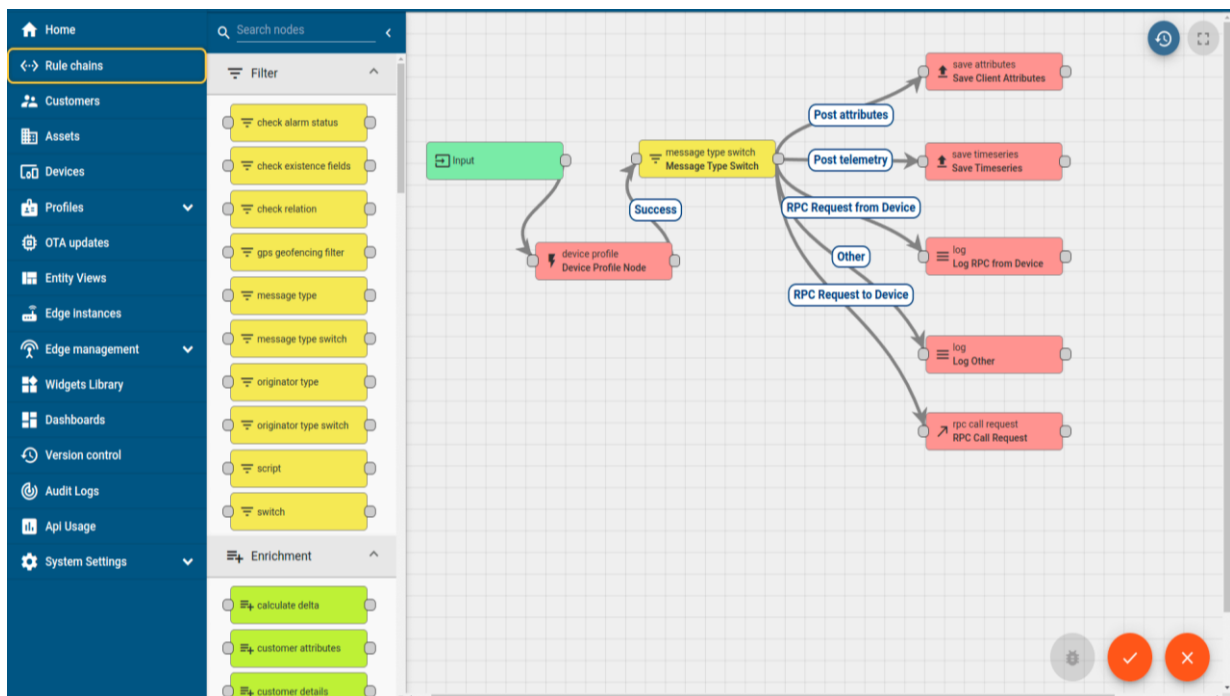 Home
Rule chains
Customers
Assets
Devices
Profiles
OTA updates
Entity Views
Edge instances
Edge management
Widgets Library
Dashboards
Version control
Audit Logs
Api Usage
System Settings
Search nodes
Filter
check alarm status
check existence fields
check relation
gps geofencing filter
message type
message type switch
originator type
originator type switch
script
switch
Enrichment
calculate delta
customer attributes
customer details
Input
device profile
Device Profile Node
Success
message type switch
Message Type Switch
Post attributes
Post telemetry
RPC Request from Device
Other
RPC Request to Device
save attributes
Save Client Attributes
save timeseries
Save Timeseries
log
Log RPC from Device
log
Log Other
rpc call request
RPC Call Request